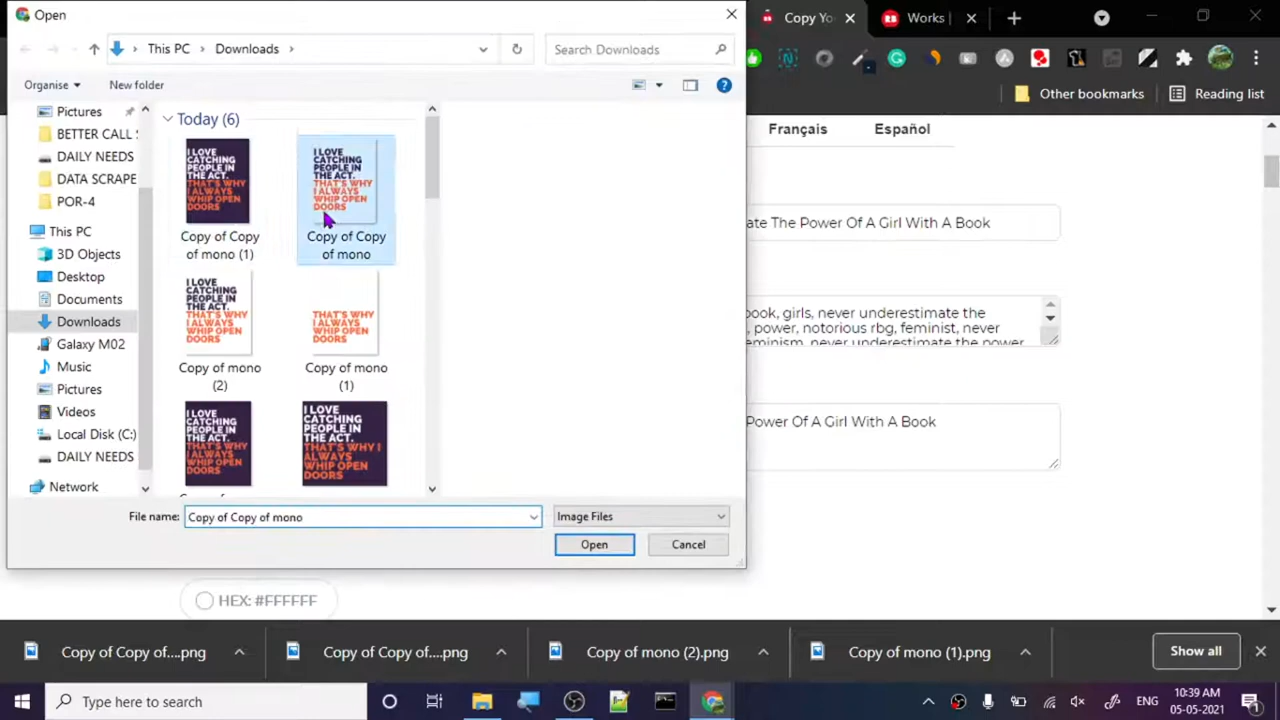 Open
This PC
Downloads
Search Downloads
Organise
New folder
Pictures
BETTER CALL
DAILY NEEDS
DATA SCRAPE
POR-4
This PC
3D Objects
Desktop
Documents
Downloads
Galaxy M02
Music
Pictures
Videos
Local Disk (C:)
DAILY NEEDS
Network
Today (6)
I LOVE
CATCHING
PEOPLE IN
THE ACT.
THAT'S WHY
I ALWAYS
WHIP OPEN
DOORS
Copy of Copy
of mono (1)
I LOVE
CATCHING
PEOPLE IN
THE ACT.
THAT'S WHY
I ALWAYS
WHIP OPEN
DOORS
Copy of Copy
of mono
I LOVE
CATCHING
PEOPLE IN
THE ACT.
THAT'S WHY
I ALWAYS
WHIP OPEN
DOORS
Copy of mono
(2)
THAT'S WHY
I ALWAYS
WHIP OPEN
DOORS
Copy of mono
(1)
I LOVE
CATCHING
PEOPLE IN
THE ACT.
THAT'S WHY
I ALWAYS
WHIP OPEN
DOORS
I LOVE
CATCHING
PEOPLE IN
THE ACT.
THAT'S WHY I
ALWAYS
WHIP OPEN
DOORS
File name:
Copy of Copy of mono
Image Files
Open
Cancel
Copy Yo
RB
Works |
Other bookmarks
Reading list
Français
Español
ate The Power Of A Girl With A Book
book, girls, never underestimate the
, power, notorious rbg, feminist, never
feminism, never underestimate the power
Power Of A Girl With A Book
HEX: #FFFFFF
Copy of Copy of....png
Copy of Copy of....png
Copy of mono (2).png
Copy of mono (1).png
Show all
Type here to search
ENG
10:39 AM
05-05-2021
1